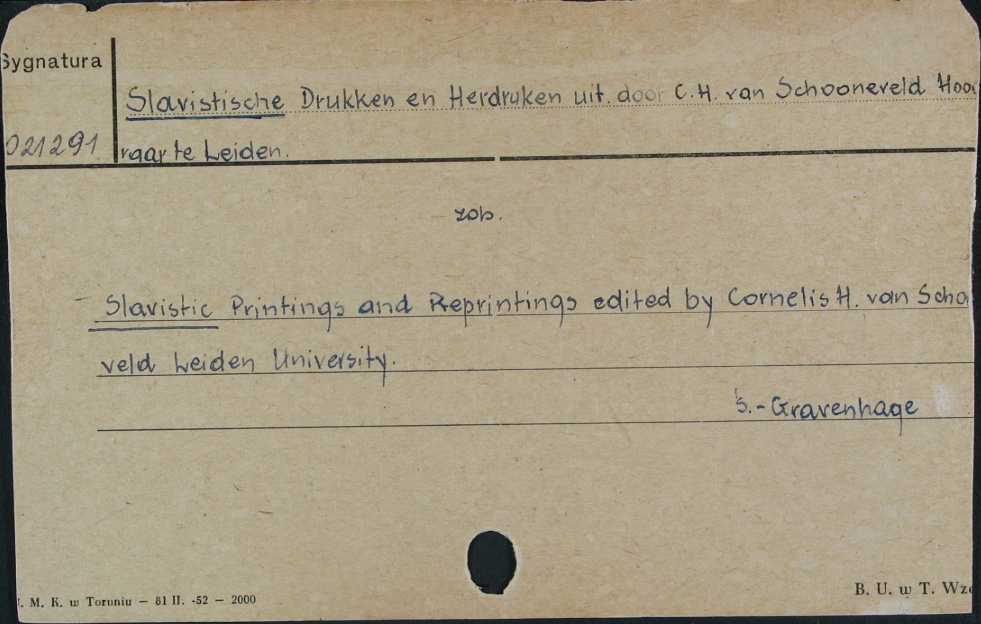 Sygnatura
Slavistische Drukken en Herdruken uit. door C.H. van Schooneveld Hoo
021291 rgar te Leiden.
zob.
- Slavistic Printings and Reprintings edited by Cornelis H. van Scho
veld Leiden University.
's.-Gravenhage
. M. K. w Toruniu — 81 II. -52 — 2000
B. U. w T. Wz